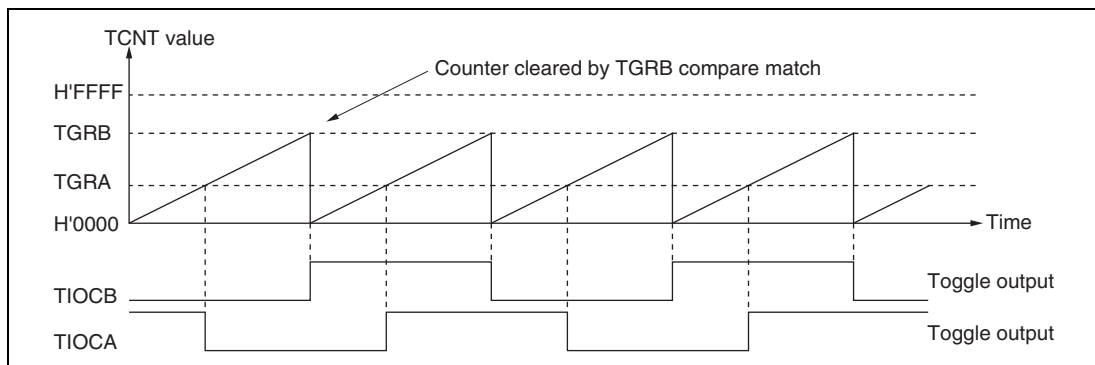 TCNT value
Counter cleared by TGRB compare match
H'FFFF
TGRB
TGRA
H'0000
Time
TIOCB
Toggle output
TIOCA
Toggle output